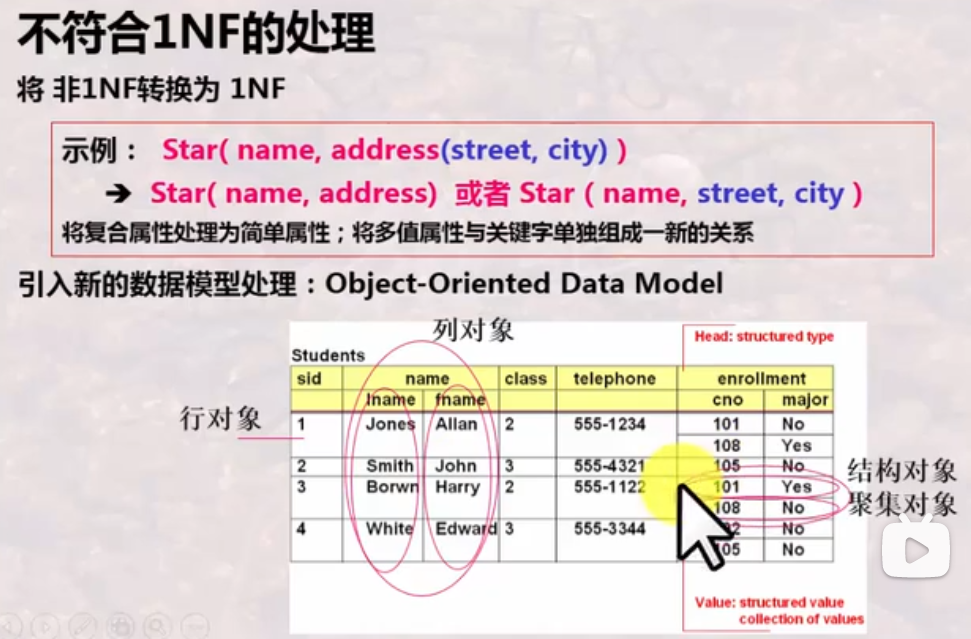 不符合1NF的处理
将 非1NF转换为 1NF
示例： Star( name, address(street, city) )
➔ Star( name, address) 或者 Star ( name, street, city )
将复合属性处理为简单属性；将多值属性与关键字单独组成一新的关系
引入新的数据模型处理：Object-Oriented Data Model
列对象
Head: structured type
Students
sid name class telephone enrollment
lname fname cno major
行对象
1 Jones Allan 2 555-1234 101 No
108 Yes
2 Smith John 3 555-4321 105 No
3 Borwn Harry 2 555-1122 101 Yes
108 No
4 White Edward 3 555-3344 No
No
结构对象
聚集对象
Value: structured value
collection of values